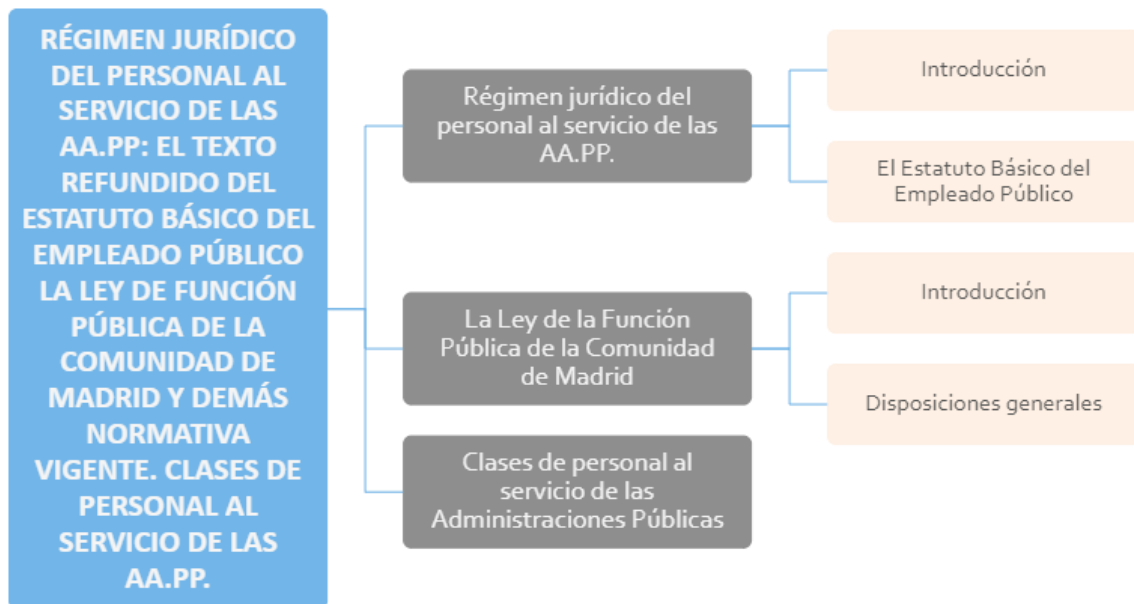 RÉGIMEN JURÍDICO
DEL PERSONAL AL
SERVICIO DE LAS
AA.PP: EL TEXTO
REFUNDIDO DEL
ESTATUTO BÁSICO DEL
EMPLEADO PÚBLICO
LA LEY DE FUNCIÓN
PÚBLICA DE LA
COMUNIDAD DE
MADRID Y DEMÁS
NORMATIVA
VIGENTE. CLASES DE
PERSONAL AL
SERVICIO DE LAS
AA.PP.
Régimen jurídico del
personal al servicio de las
AA.PP.
Introducción
El Estatuto Básico del
Empleado Público
La Ley de la Función
Pública de la Comunidad
de Madrid
Introducción
Disposiciones generales
Clases de personal al
servicio de las
Administraciones Públicas